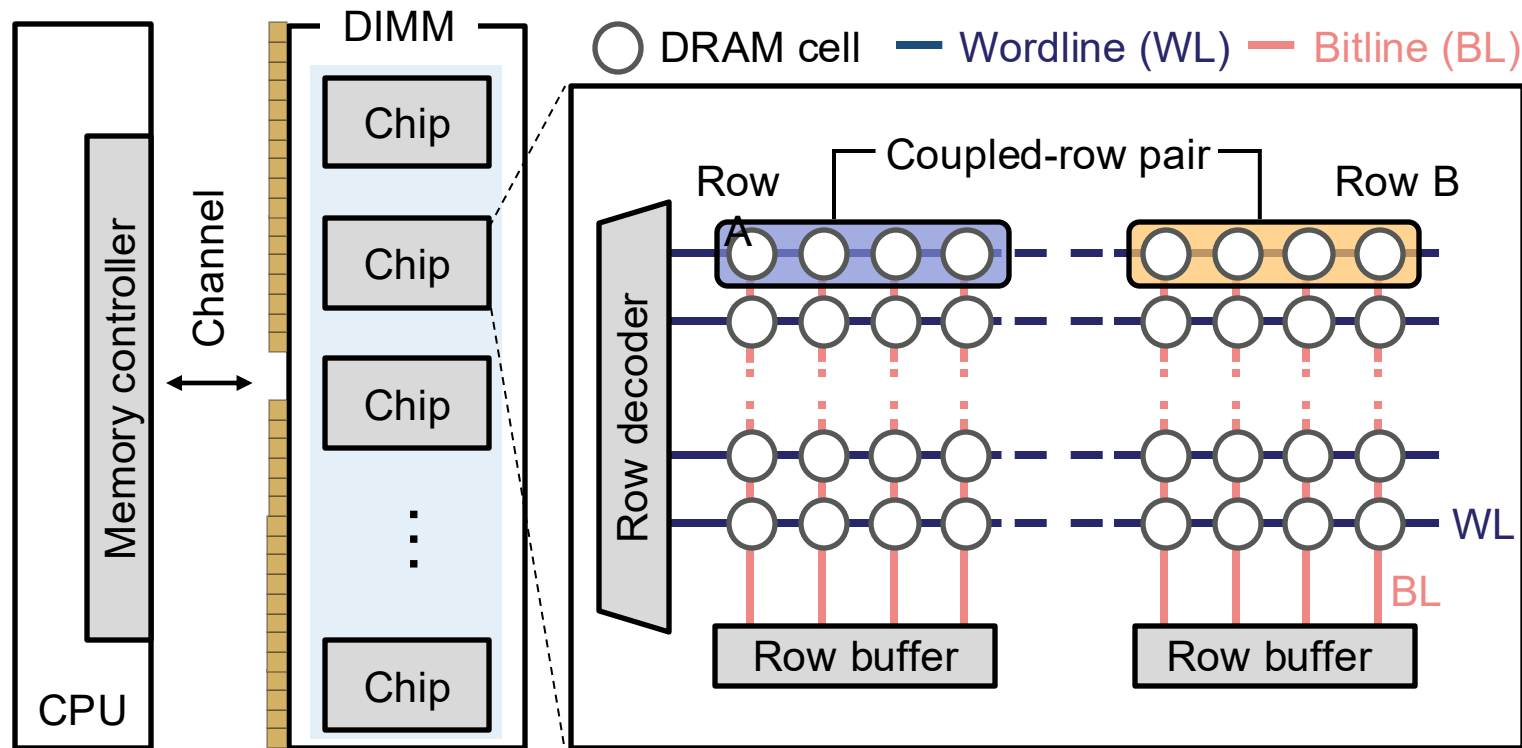 DIMM
DRAM cell
Wordline (WL)
Bitline (BL)
Chip
Chip
Chip
Chip
Channel
Memory controller
CPU
Coupled-row pair
Row
A
Row B
Row decoder
WL
BL
Row buffer
Row buffer